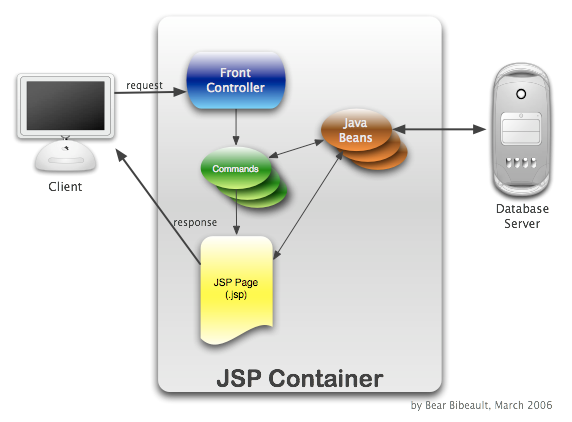 Front
Controller
request
Client
Java
Beans
Commands
Database
Server
response
JSP Page
(.jsp)
JSP Container
by Bear Bibeault, March 2006